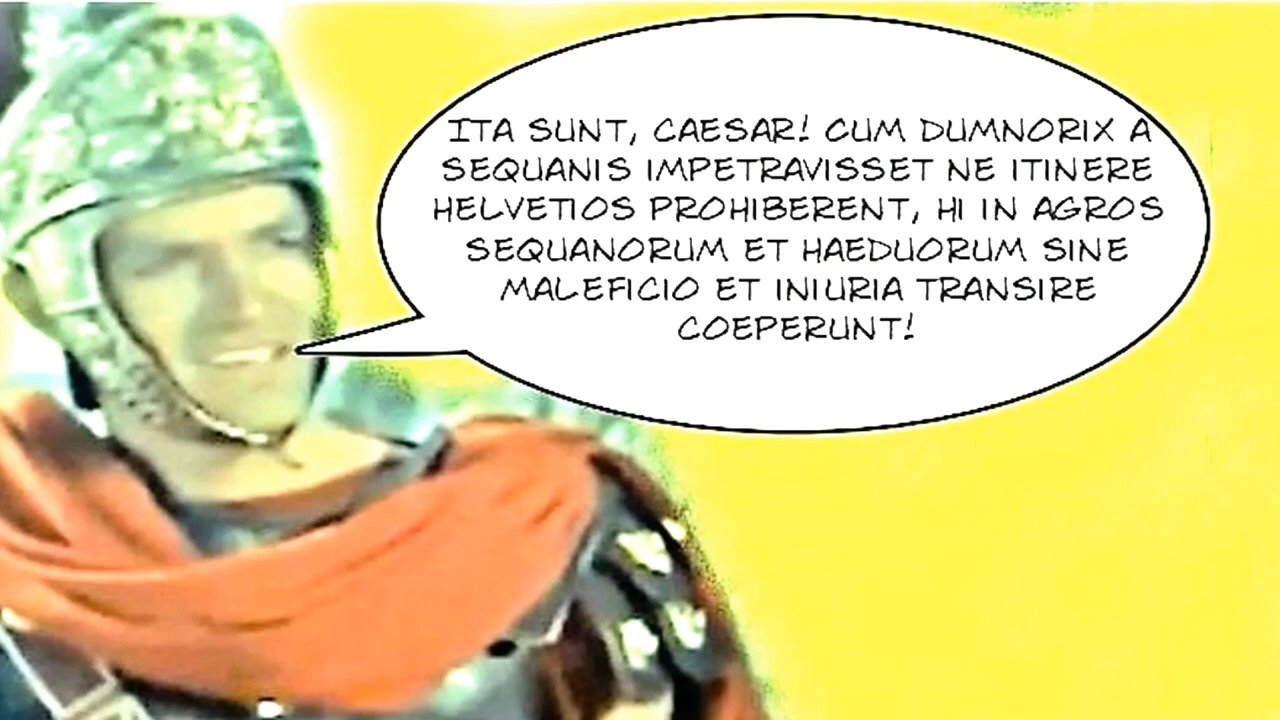 ITA SUNT, CAESAR! CUM DUMNORIX A
SEQUANIS IMPETRAVISSET NE ITINERE
HELVETIOS PROHIBERENT, HI IN AGROS
SEQUANORUM ET HAEDUORUM SINE
MALEFICIO ET INIURIA TRANSIRE
COEPERUNT!